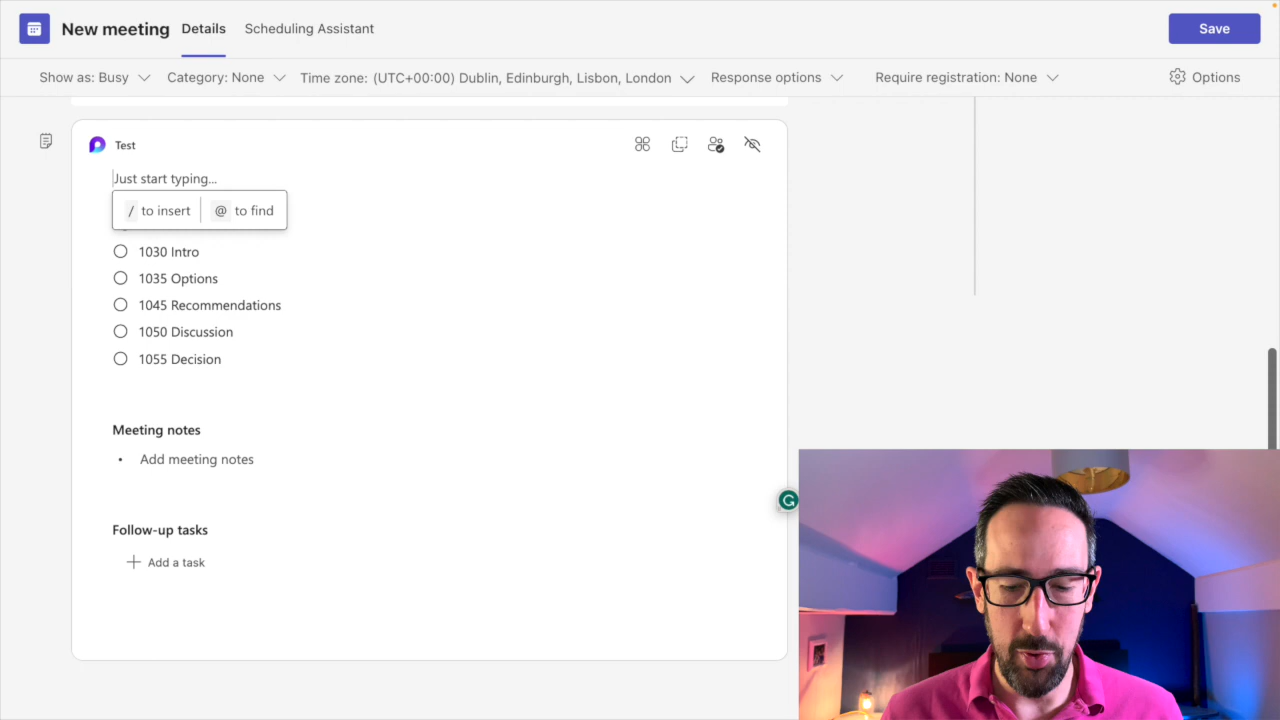 New meeting Details Scheduling Assistant Save
Show as: Busy Category: None Time zone: (UTC+00:00) Dublin, Edinburgh, Lisbon, London Response options Require registration: None Options
Test
Just start typing...
/ to insert @ to find
1030 Intro
1035 Options
1045 Recommendations
1050 Discussion
1055 Decision
Meeting notes
• Add meeting notes
Follow-up tasks
Add a task